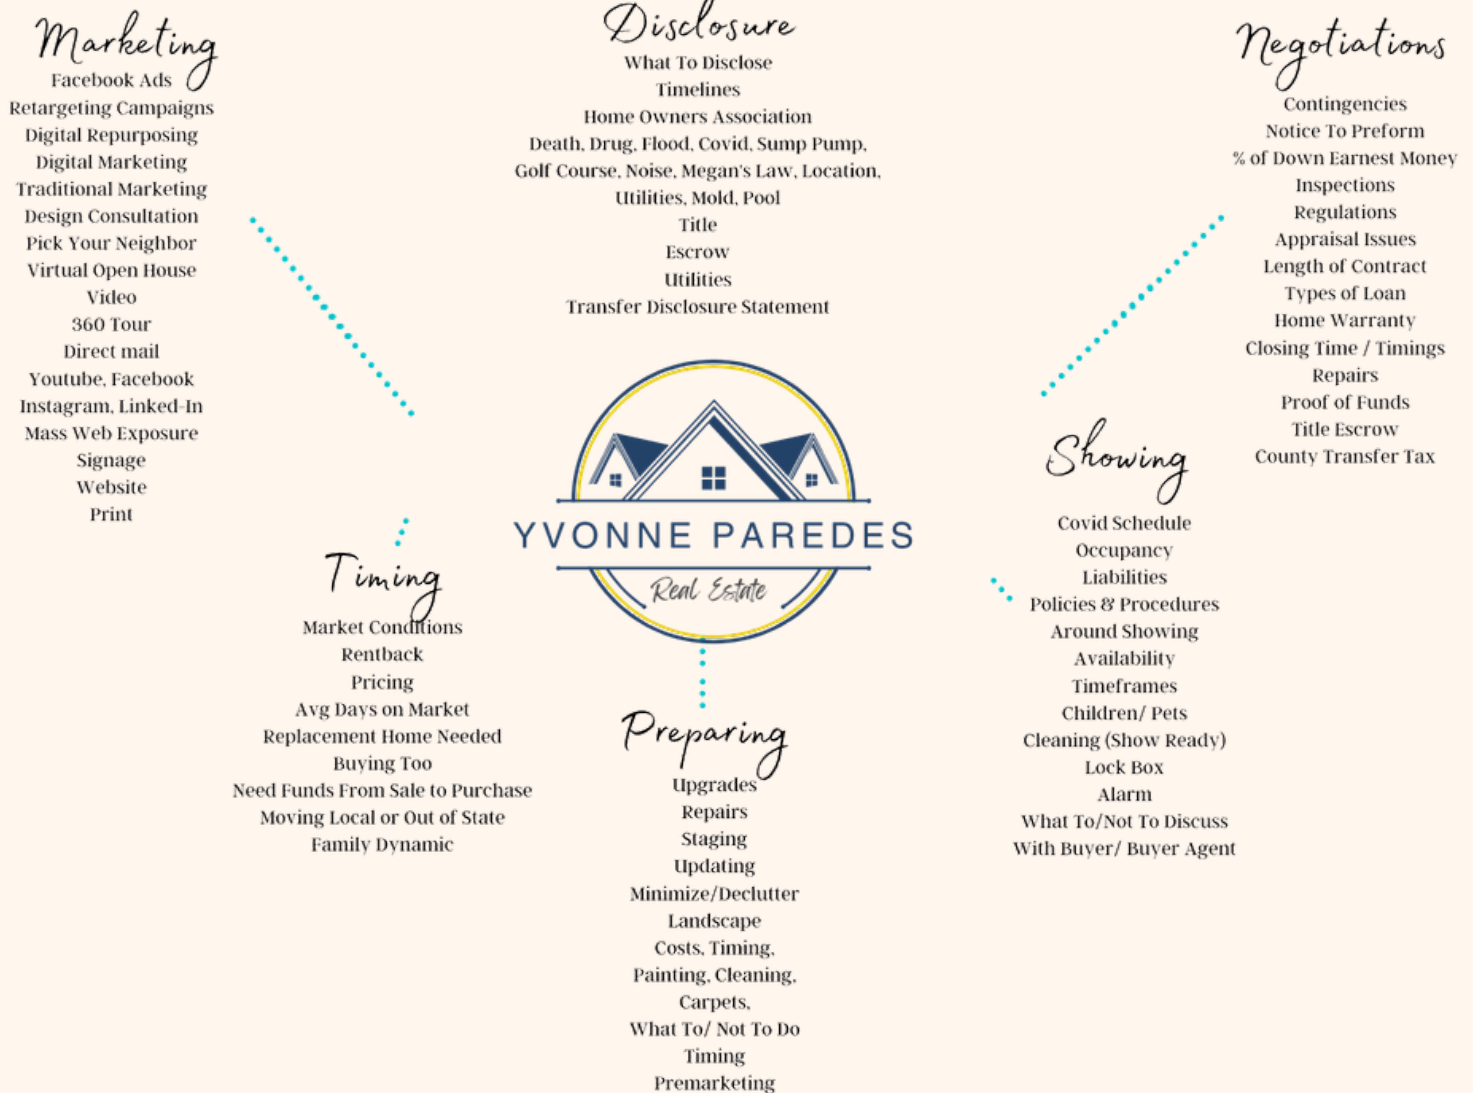 Marketing
Facebook Ads
Retargeting Campaigns
Digital Repurposing
Digital Marketing
Traditional Marketing
Design Consultation
Pick Your Neighbor
Virtual Open House
Video
360 Tour
Direct mail
Youtube, Facebook
Instagram, Linked-In
Mass Web Exposure
Signage
Website
Print
Disclosure
What To Disclose
Timelines
Home Owners Association
Death, Drug, Flood, Covid, Sump Pump,
Golf Course, Noise, Megan's Law, Location,
Utilities, Mold, Pool
Title
Escrow
Utilities
Transfer Disclosure Statement
Negotiations
Contingencies
Notice To Preform
% of Down Earnest Money
Inspections
Regulations
Appraisal Issues
Length of Contract
Types of Loan
Home Warranty
Closing Time / Timings
Repairs
Proof of Funds
Title Escrow
County Transfer Tax
YVONNE PAREDES
Real Estate
Timing
Market Conditions
Rentback
Pricing
Avg Days on Market
Replacement Home Needed
Buying Too
Need Funds From Sale to Purchase
Moving Local or Out of State
Family Dynamic
Preparing
Upgrades
Repairs
Staging
Updating
Minimize/Declutter
Landscape
Costs, Timing,
Painting, Cleaning,
Carpets,
What To/ Not To Do
Timing
Premarketing
Showing
Covid Schedule
Occupancy
Liabilities
Policies & Procedures
Around Showing
Availability
Timeframes
Children/ Pets
Cleaning (Show Ready)
Lock Box
Alarm
What To/Not To Discuss
With Buyer/ Buyer Agent